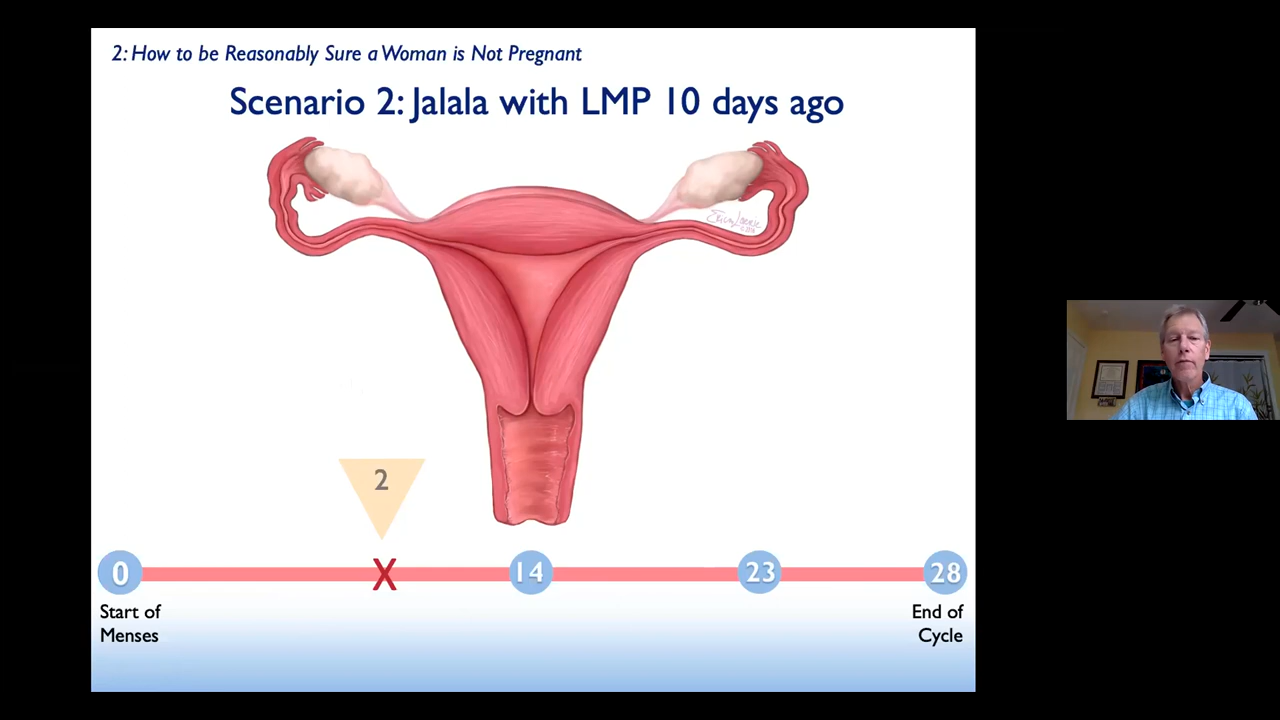 2: How to be Reasonably Sure a Woman is Not Pregnant
Scenario 2: Jalala with LMP 10 days ago
2
0
X
14
23
28
Start of
Menses
End of
Cycle